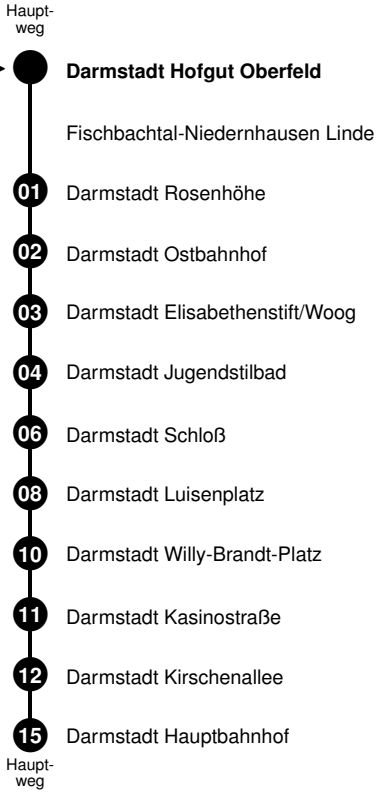 Haupt-
weg
Darmstadt Hofgut Oberfeld
Fischbachtal-Niedernhausen Linde
01 Darmstadt Rosenhöhe
02 Darmstadt Ostbahnhof
03 Darmstadt Elisabethenstift/Woog
04 Darmstadt Jugendstilbad
06 Darmstadt Schloß
08 Darmstadt Luisenplatz
10 Darmstadt Willy-Brandt-Platz
11 Darmstadt Kasinostraße
12 Darmstadt Kirschenallee
15 Darmstadt Hauptbahnhof
Haupt-
weg